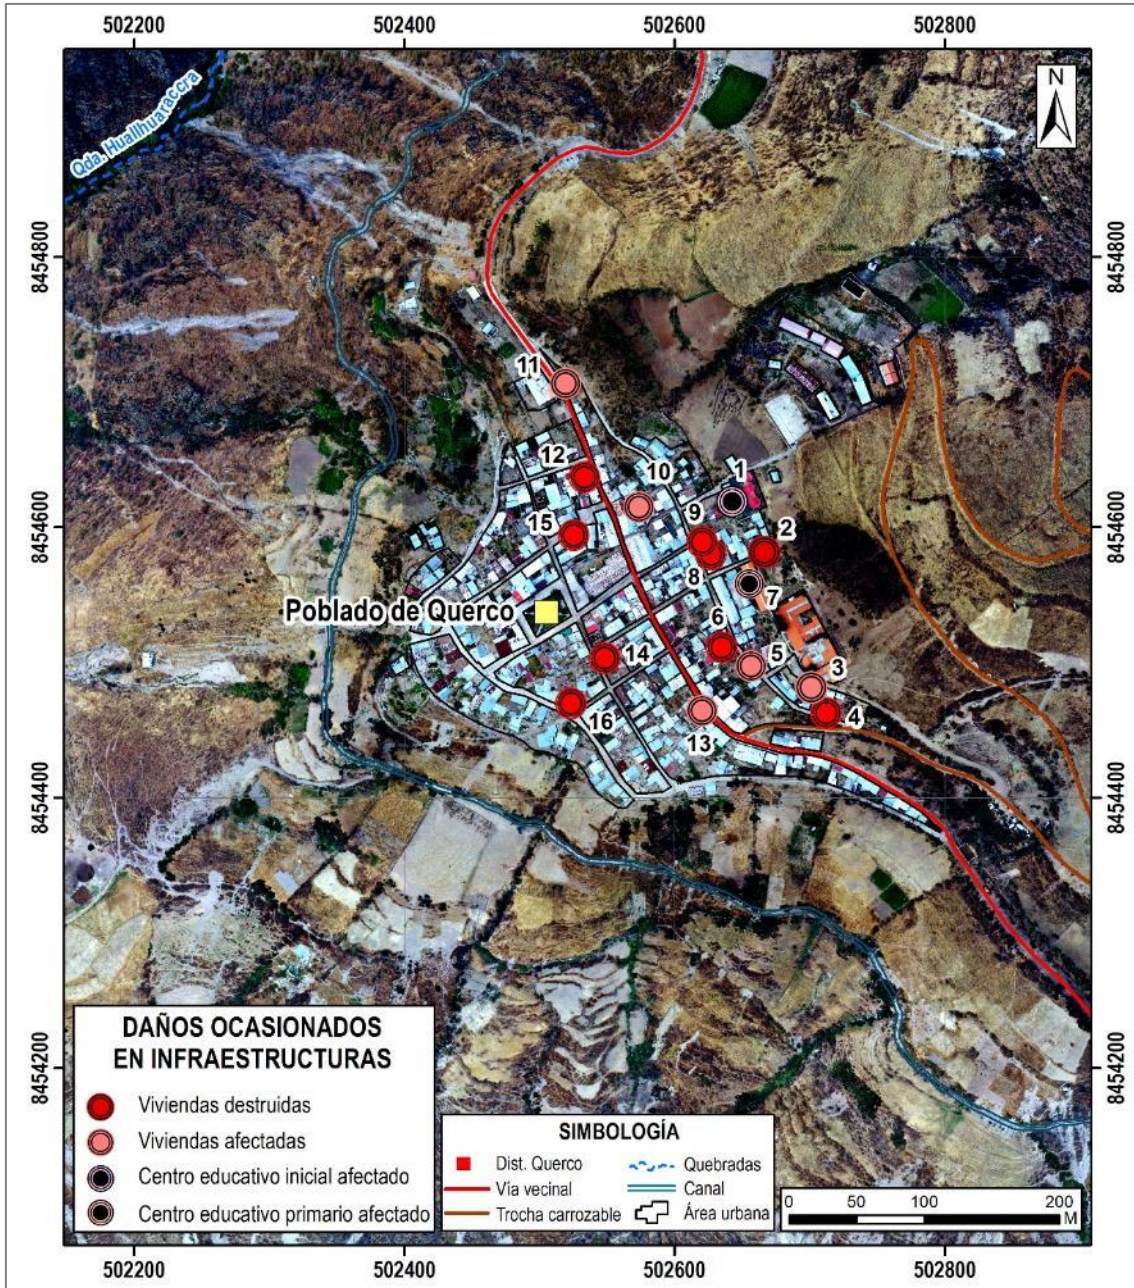 502200 502400 502600 502800
N
Qda. Huallhuaraccra
8454800 8454800
11
12 10 1
15 9 2
8454600 8454600
8 7
Poblado de Querco
6
14 5 3
16 13 4
8454400 8454400
8454200 8454200
DAÑOS OCASIONADOS
EN INFRAESTRUCTURAS
Viviendas destruidas
Viviendas afectadas
Centro educativo inicial afectado
Centro educativo primario afectado
SIMBOLOGÍA
Dist. Querco Quebradas
Vía vecinal Canal
Trocha carrozable Área urbana
0 50 100 200
M
502200 502400 502600 502800